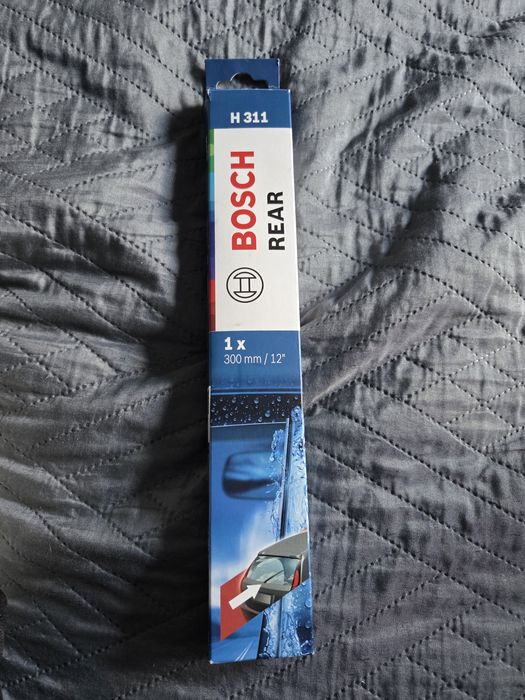 H 311
BOSCH
REAR
1 x
300 mm / 12"